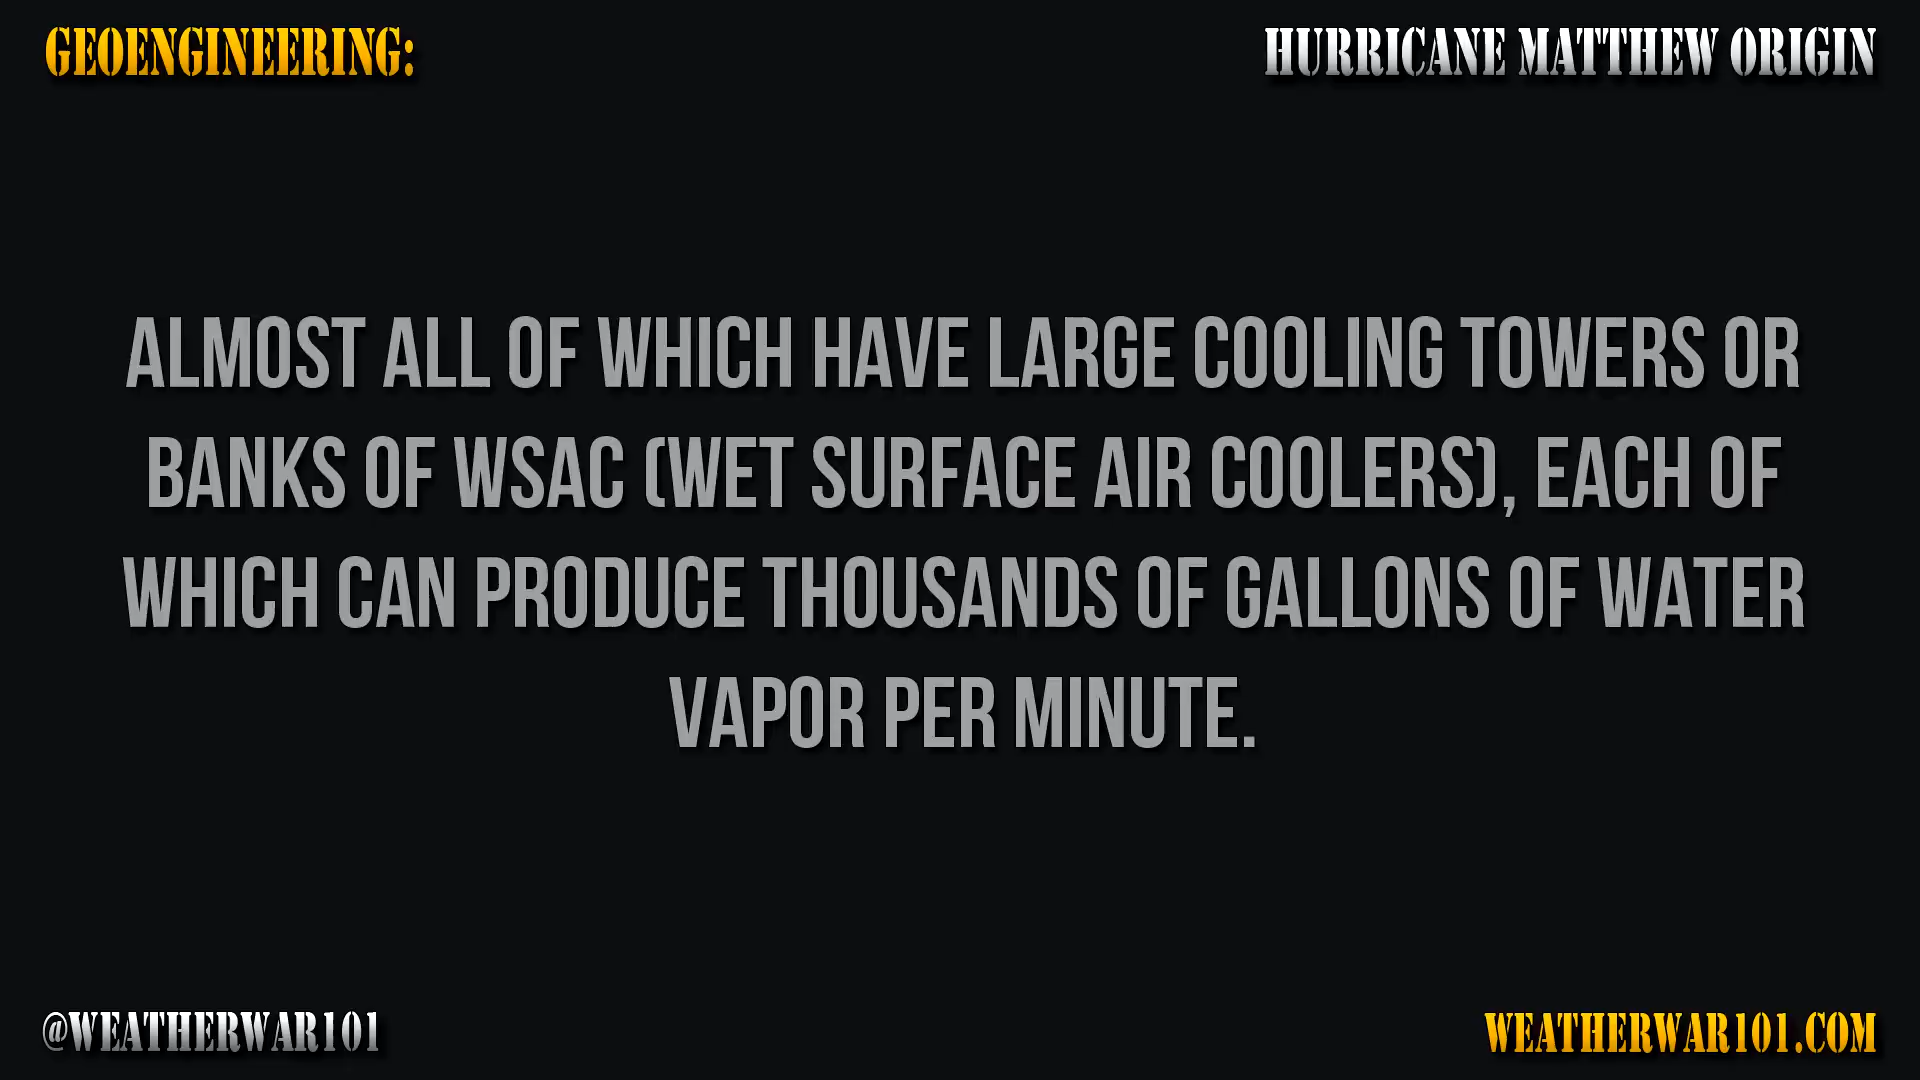 GEOENGINEERING:
HURRICANE MATTHEW ORIGIN
ALMOST ALL OF WHICH HAVE LARGE COOLING TOWERS OR
BANKS OF WSAC (WET SURFACE AIR COOLERS), EACH OF
WHICH CAN PRODUCE THOUSANDS OF GALLONS OF WATER
VAPOR PER MINUTE.
@WEATHERWAR101
WEATHERWAR101.COM